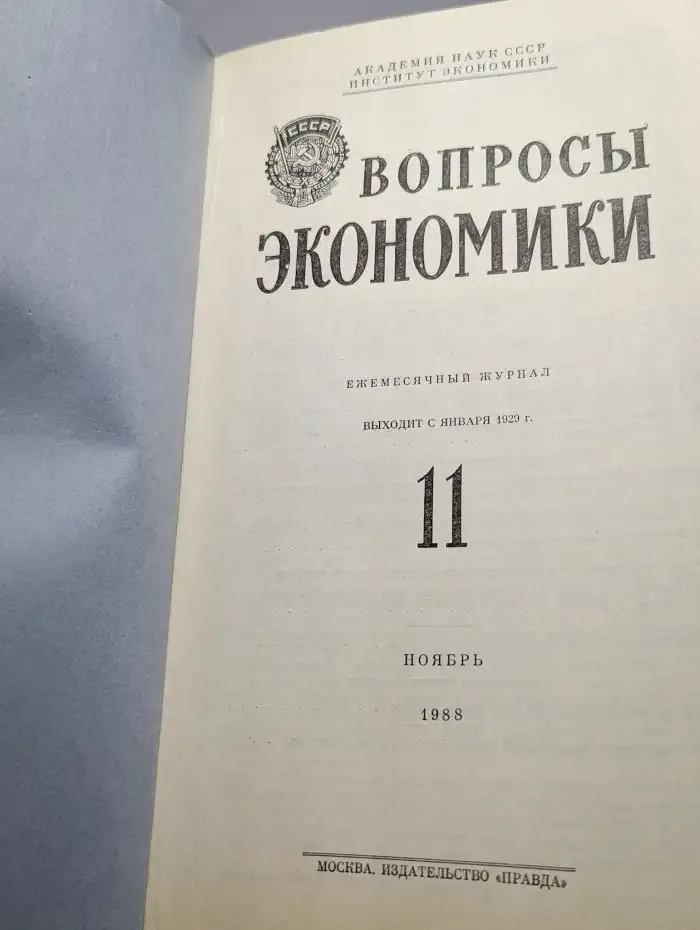 АКАДЕМИЯ НАУК СССР
ИНСТИТУТ ЭКОНОМИКИ
СССР
ВОПРОСЫ
ЭКОНОМИКИ
ЕЖЕМЕСЯЧНЫЙ ЖУРНАЛ
ВЫХОДИТ С ЯНВАРЯ 1929 г.
11
НОЯБРЬ
1988
МОСКВА. ИЗДАТЕЛЬСТВО «ПРАВДА»